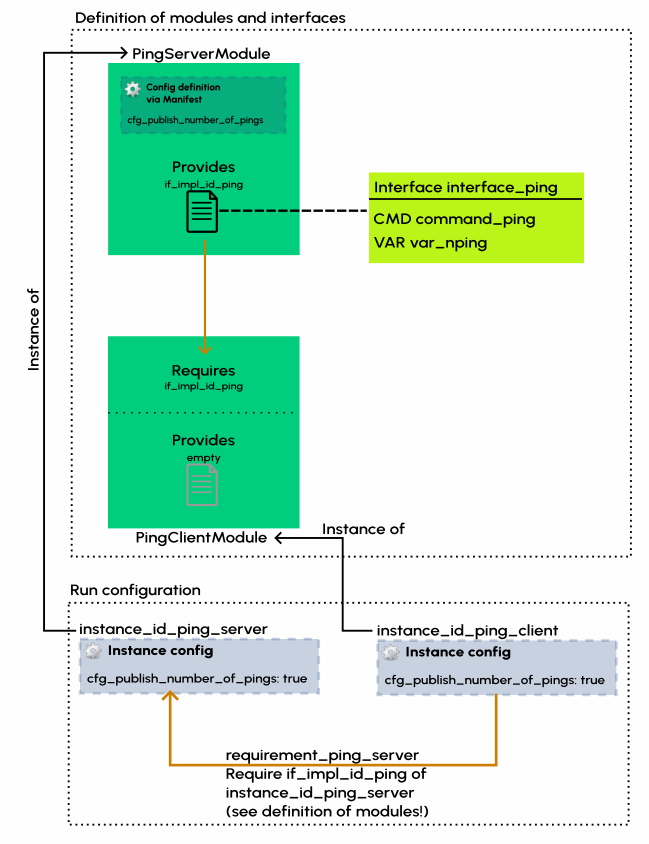 Definition of modules and interfaces
PingServerModule
Config definition
via Manifest
cfg_publish_number_of_pings
Provides
if_impl_id_ping
Interface interface_ping
CMD command_ping
VAR var_nping
Instance of
Requires
if_impl_id_ping
Provides
empty
PingClientModule
Instance of
Run configuration
instance_id_ping_server
Instance config
cfg_publish_number_of_pings: true
instance_id_ping_client
Instance config
cfg_publish_number_of_pings: true
requirement_ping_server
Require if_impl_id_ping of
instance_id_ping_server
(see definition of modules!)